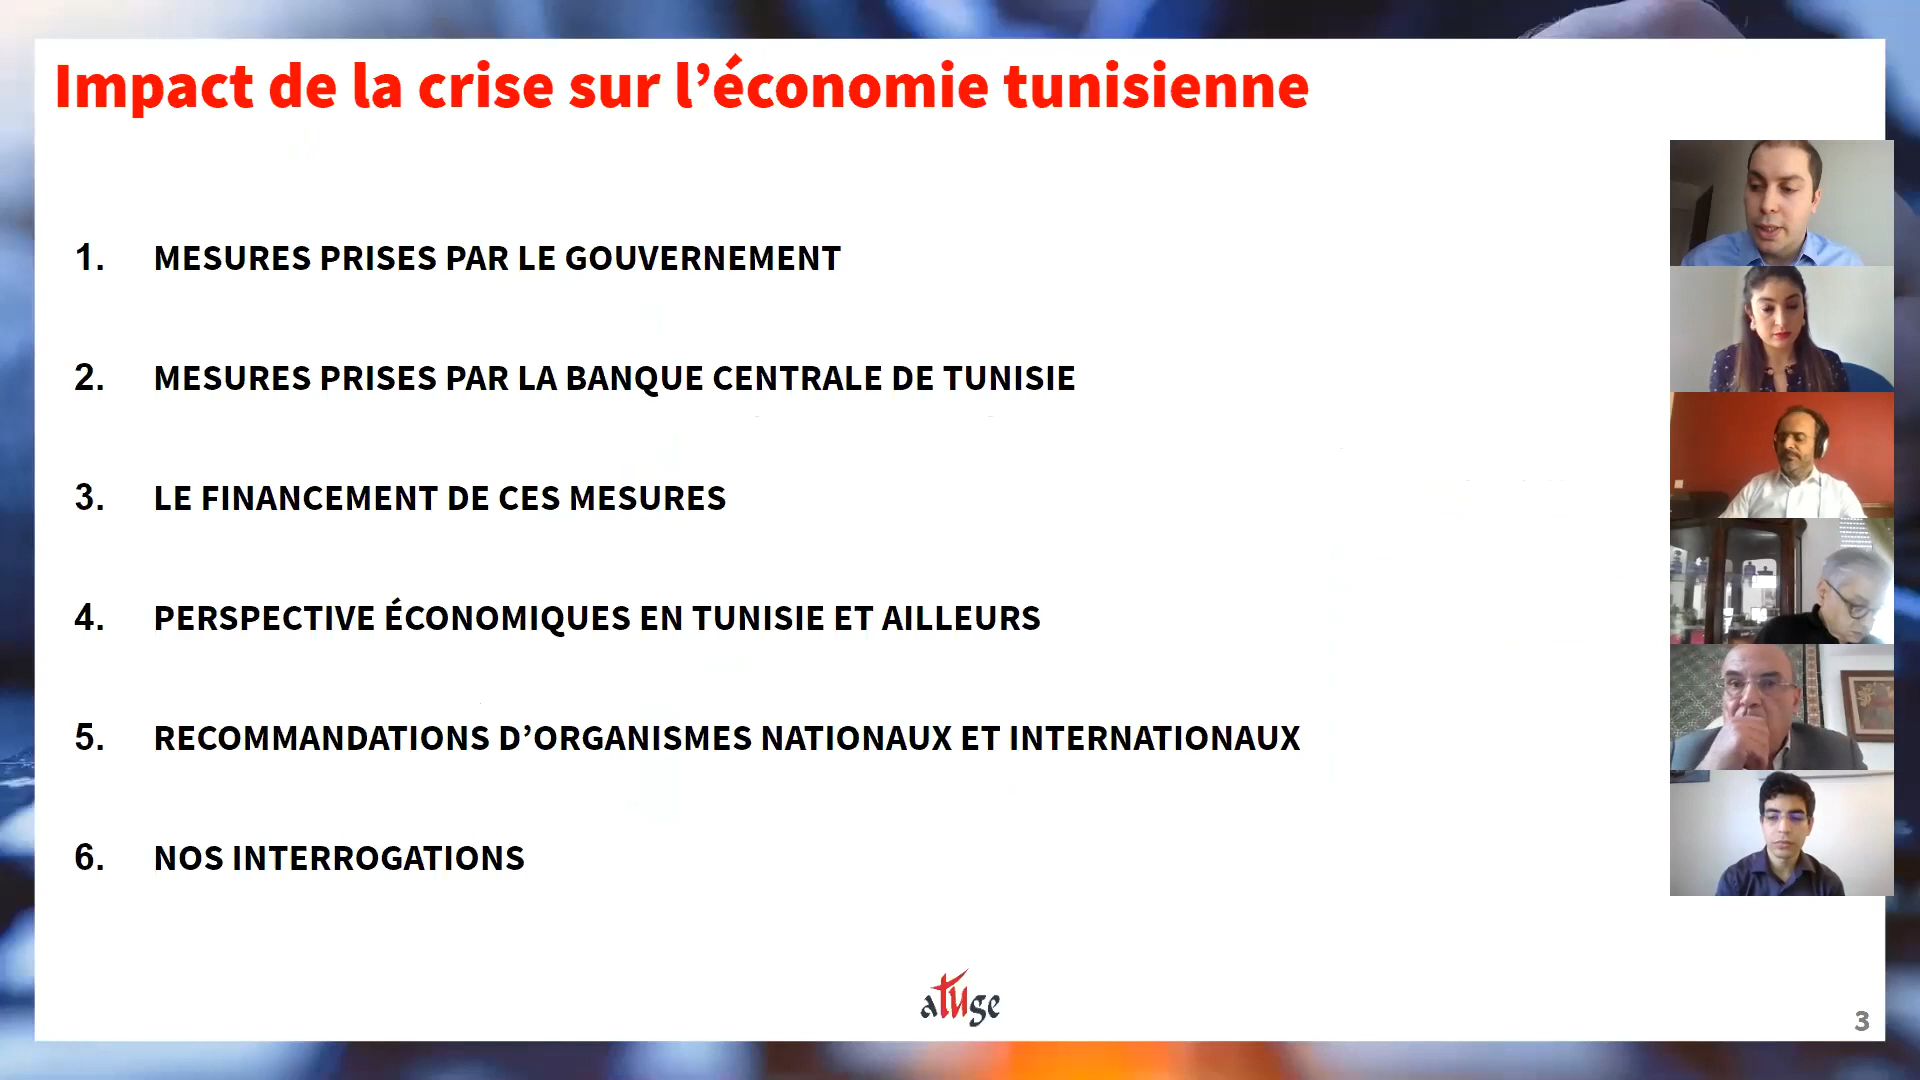 Impact de la crise sur l’économie tunisienne
1. MESURES PRISES PAR LE GOUVERNEMENT
2. MESURES PRISES PAR LA BANQUE CENTRALE DE TUNISIE
3. LE FINANCEMENT DE CES MESURES
4. PERSPECTIVE ÉCONOMIQUES EN TUNISIE ET AILLEURS
5. RECOMMANDATIONS D’ORGANISMES NATIONAUX ET INTERNATIONAUX
6. NOS INTERROGATIONS
atuge
3